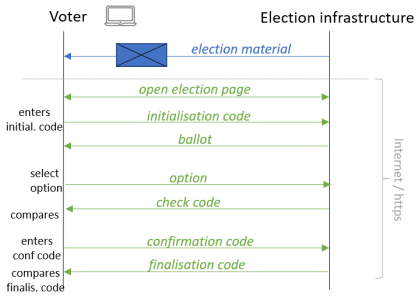 Voter
Election infrastructure
election material
open election page
enters
initial. code
initialisation code
ballot
select
option
option
check code
compares
enters
conf code
confirmation code
compares
finalis. code
finalisation code
Internet / https